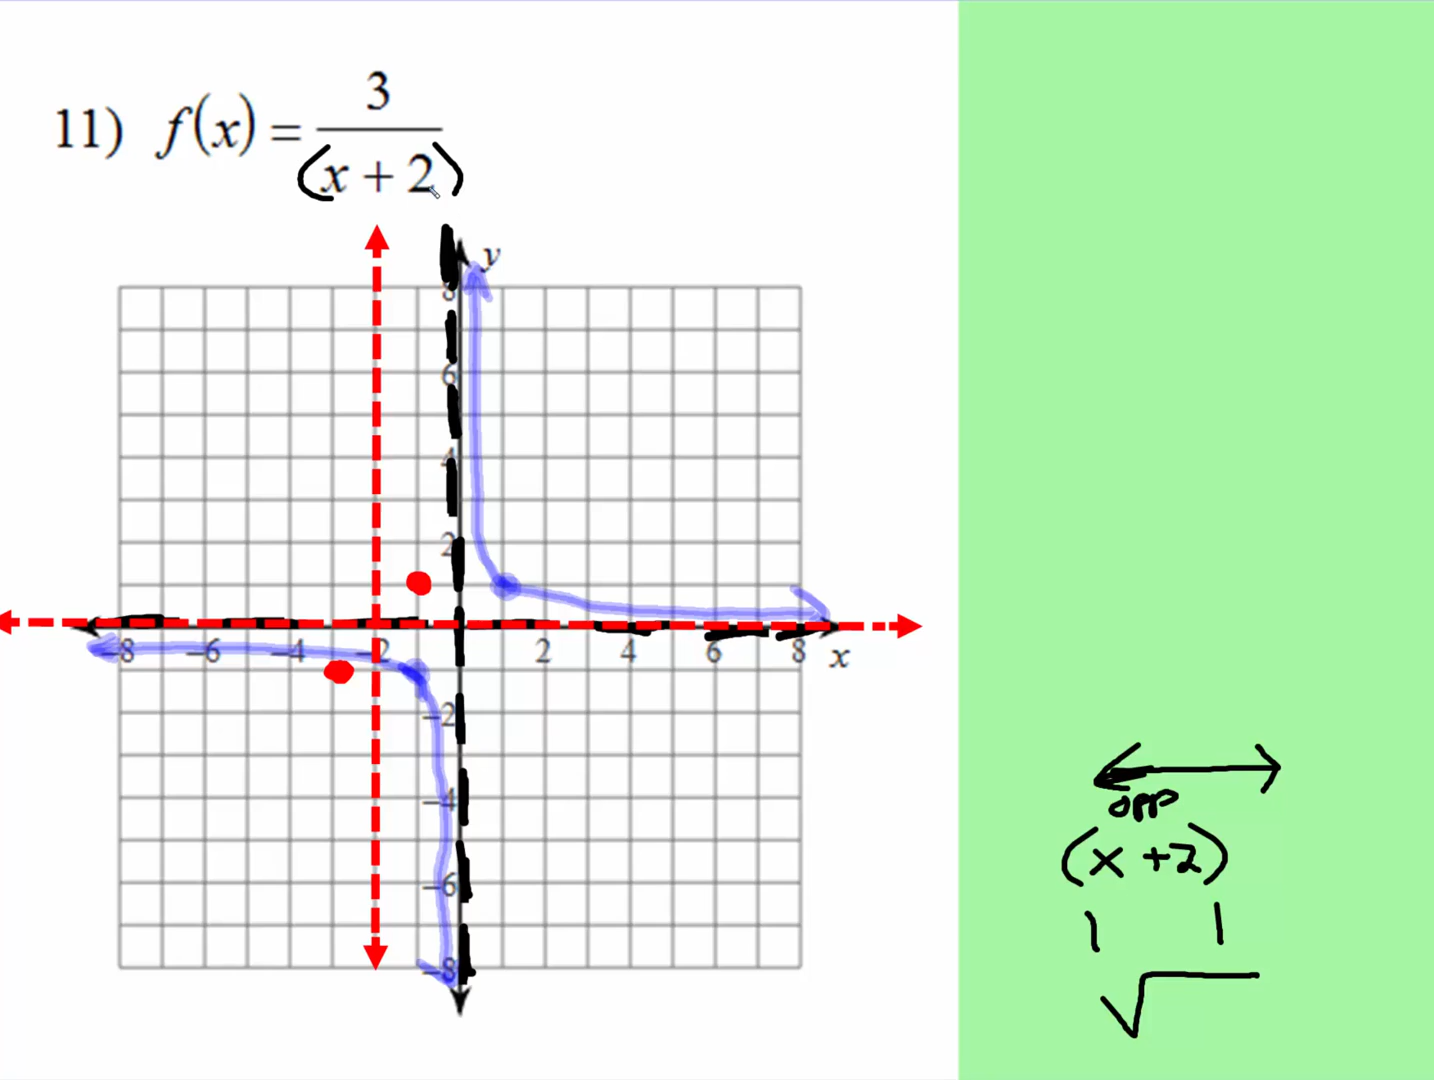 11) f(x) = 3/(x + 2)
y
8
6
4
2
-8 -6 -4 -2 2 4 6 8 x
-2
-4
-6
-8
opp
(x +2)
| |
√